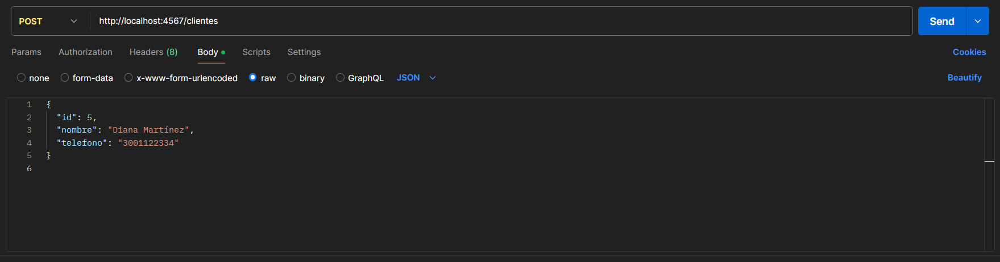 POST http://localhost:4567/clientes Send
Params Authorization Headers (8) Body Scripts Settings Cookies
none form-data x-www-form-urlencoded raw binary GraphQL JSON Beautify
1 {
2 "id": 5,
3 "nombre": "Diana Martínez",
4 "telefono": "3001122334"
5 }
6